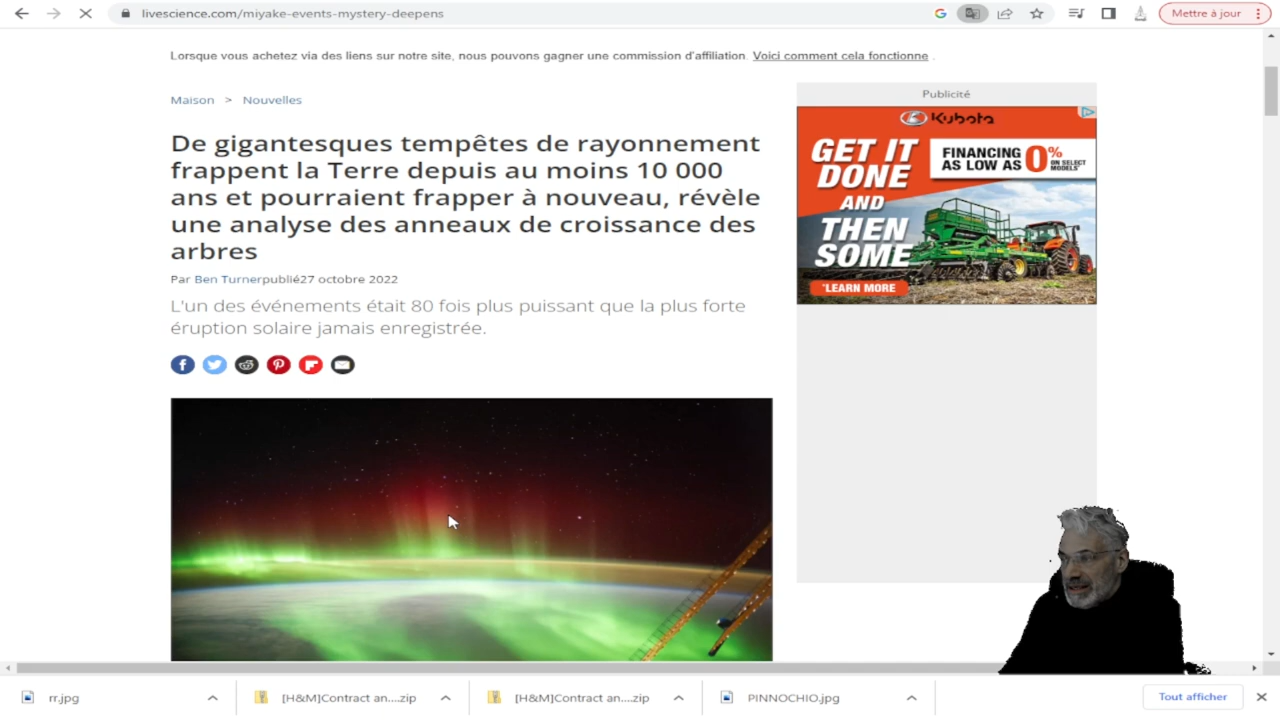 livescience.com/miyake-events-mystery-deepens
Mettre à jour
Lorsque vous achetez via des liens sur notre site, nous pouvons gagner une commission d'affiliation. Voici comment cela fonctionne .
Maison > Nouvelles
De gigantesques tempêtes de rayonnement
frappent la Terre depuis au moins 10 000
ans et pourraient frapper à nouveau, révèle
une analyse des anneaux de croissance des
arbres
Par Ben Turnerpublié27 octobre 2022
L'un des événements était 80 fois plus puissant que la plus forte
éruption solaire jamais enregistrée.
Publicité
Kubota
GET IT
DONE
AND
THEN
SOME
FINANCING
AS LOW AS 0%
ON SELECT
MODELS*
*LEARN MORE
rr.jpg
[H&M]Contract an....zip
[H&M]Contract an....zip
PINNOCHIO.jpg
Tout afficher